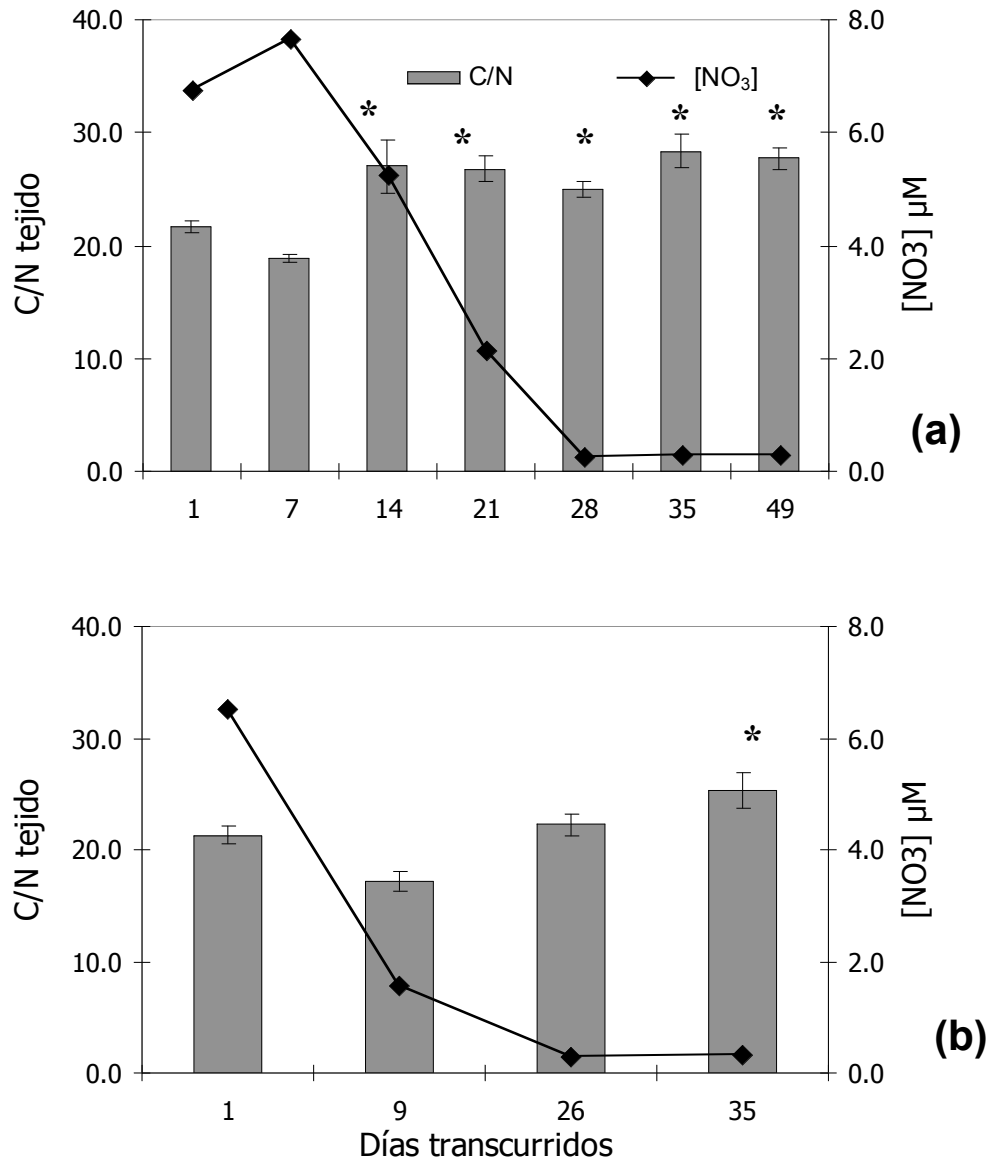 40.0 8.0
C/N [NO₃]
* * * * *
30.0 6.0
C/N tejido
20.0 4.0
[NO3] µM
10.0 2.0
(a)
0.0 0.0
1 7 14 21 28 35 49
40.0 8.0
*
30.0 6.0
C/N tejido
20.0 4.0
[NO3] µM
10.0 2.0
(b)
0.0 0.0
1 9 26 35
Días transcurridos